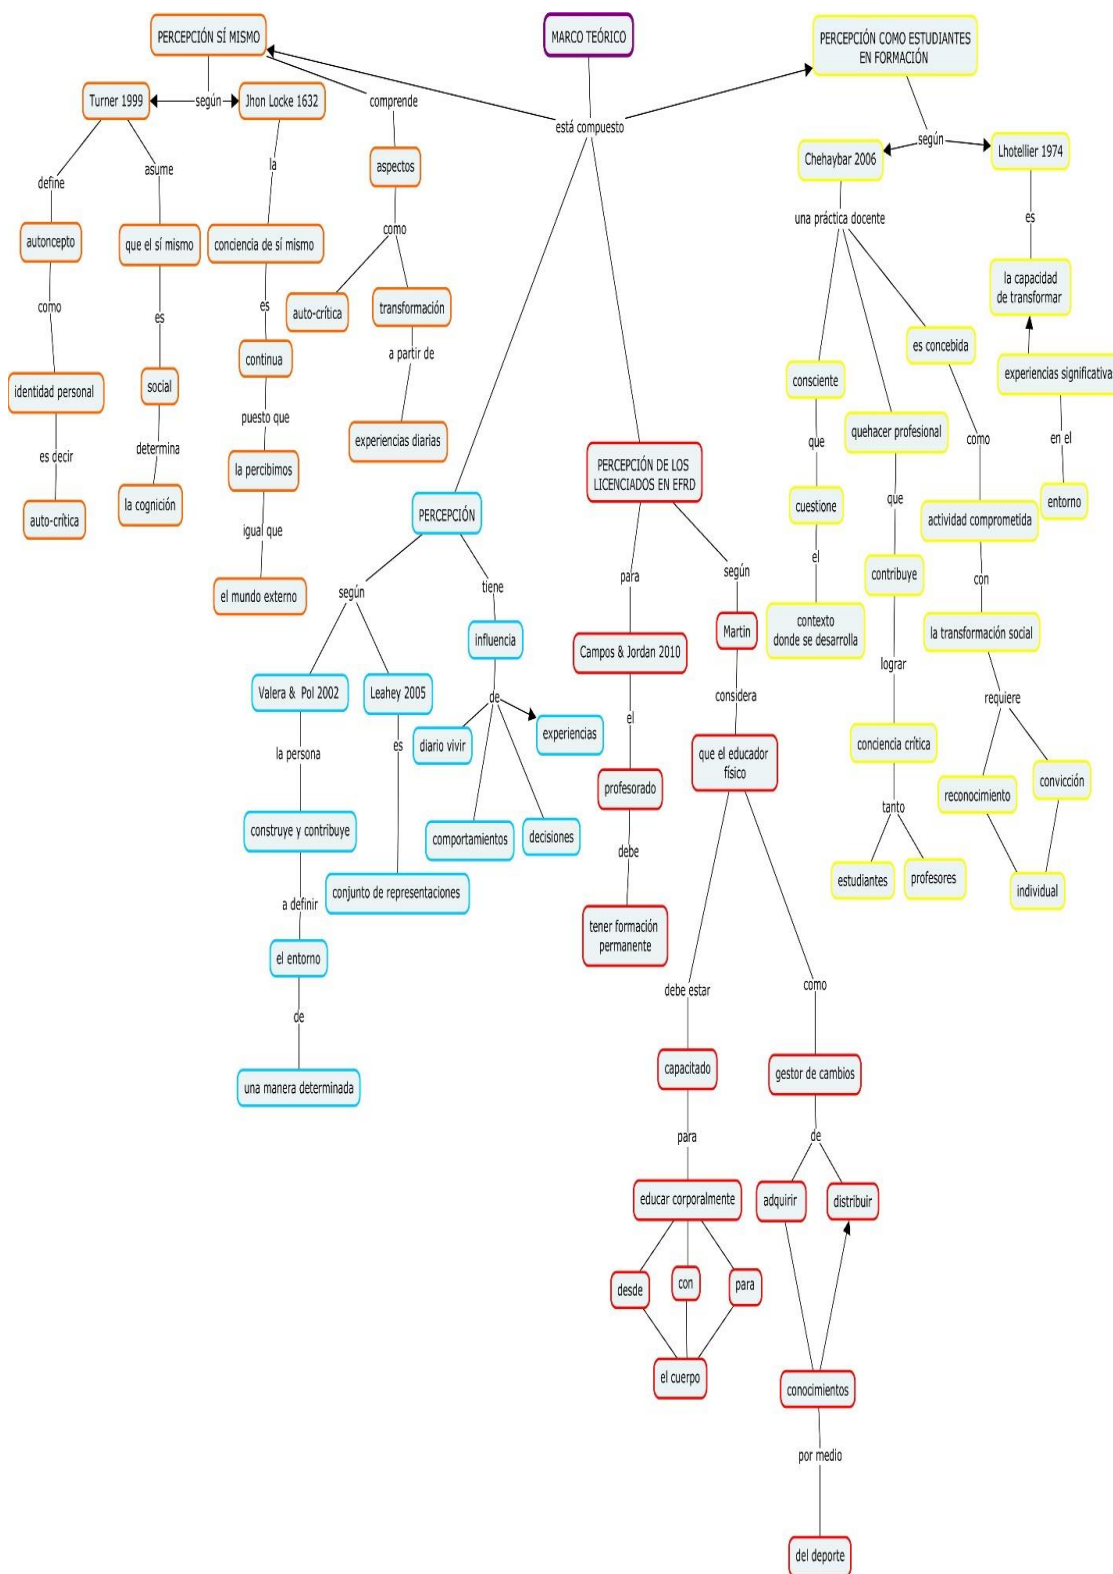 MARCO TEÓRICO
está compuesto
PERCEPCIÓN SÍ MISMO
según
Turner 1999
define
autoncepto
como
identidad personal
es decir
auto-crítica
asume
que el sí mismo
es
social
determina
la cognición
Jhon Locke 1632
la
conciencia de sí mismo
es
continua
puesto que
la percibimos
igual que
el mundo externo
comprende
aspectos
como
auto-crítica
transformación
a partir de
experiencias diarias
PERCEPCIÓN
según
Valera & Pol 2002
la persona
construye y contribuye
a definir
el entorno
de
una manera determinada
Leahey 2005
es
conjunto de representaciones
tiene
influencia
de
diario vivir
comportamientos
decisiones
experiencias
PERCEPCIÓN DE LOS
LICENCIADOS EN EFRD
para
Campos & Jordan 2010
el
profesorado
debe
tener formación
permanente
según
Martin
considera
que el educador
físico
debe estar
capacitado
para
educar corporalmente
desde
con
para
el cuerpo
como
gestor de cambios
de
adquirir
distribuir
conocimientos
por medio
del deporte
PERCEPCIÓN COMO ESTUDIANTES
EN FORMACIÓN
según
Chehaybar 2006
una práctica docente
consciente
que
cuestione
el
contexto
donde se desarrolla
quehacer profesional
que
contribuye
lograr
conciencia crítica
tanto
estudiantes
profesores
es concebida
como
actividad comprometida
con
la transformación social
requiere
reconocimiento
convicción
individual
Lhotellier 1974
es
la capacidad
de transformar
experiencias significativas
en el
entorno